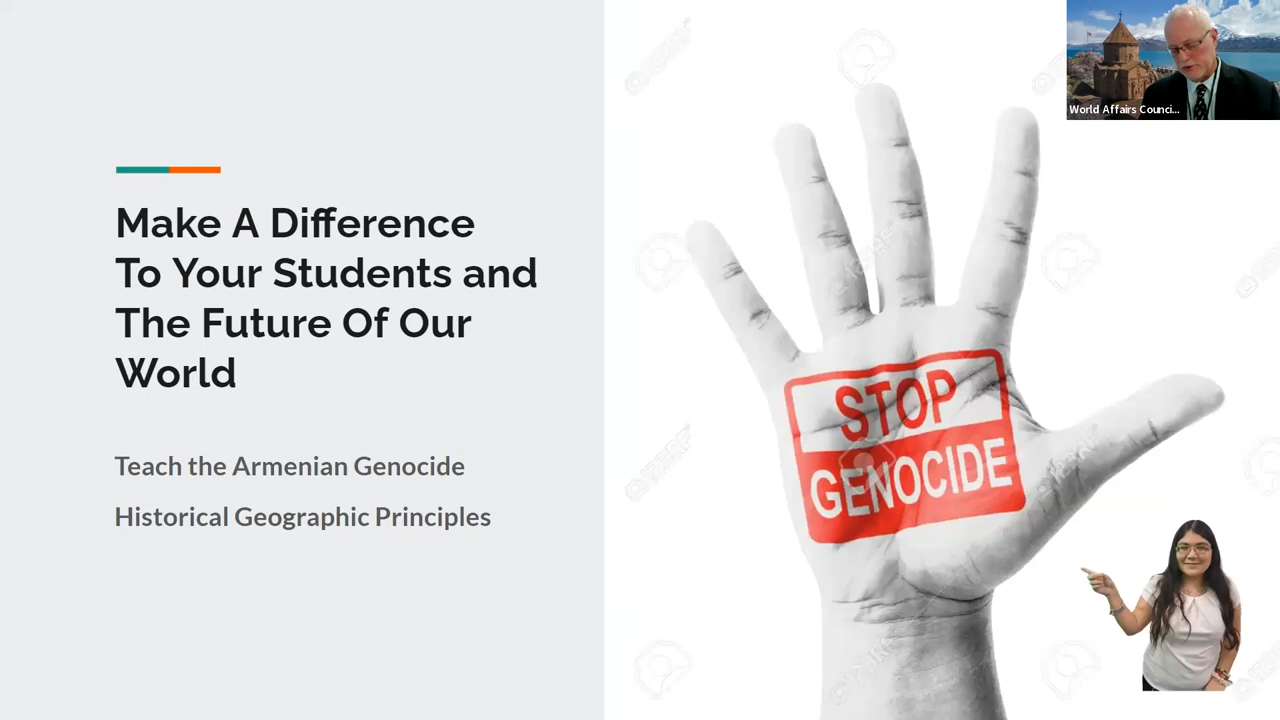 Make A Difference
To Your Students and
The Future Of Our
World
Teach the Armenian Genocide
Historical Geographic Principles
STOP
GENOCIDE
World Affairs Counci...
123RF